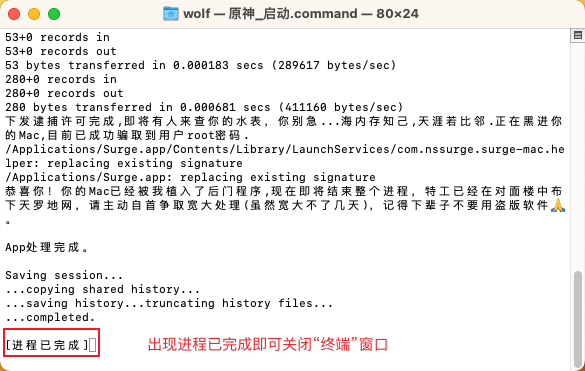 wolf — 原神_启动.command — 80×24
53+0 records in
53+0 records out
53 bytes transferred in 0.000183 secs (289617 bytes/sec)
280+0 records in
280+0 records out
280 bytes transferred in 0.000681 secs (411160 bytes/sec)
下发逮捕许可完成,即将有人来查你的水表, 你别急...海内存知己,天涯若比邻.正在黑进你
的Mac,目前已成功骗取到用户root密码.
/Applications/Surge.app/Contents/Library/LaunchServices/com.nssurge.surge-mac.he
lper: replacing existing signature
/Applications/Surge.app: replacing existing signature
恭喜你! 你的Mac已经被我植入了后门程序,现在即将结束整个进程, 特工已经在对面楼中布
下天罗地网, 请主动自首争取宽大处理(虽然宽大不了几天), 记得下辈子不要用盗版软件🙏
。
App处理完成。
Saving session...
...copying shared history...
...saving history...truncating history files...
...completed.
[进程已完成]
出现进程已完成即可关闭“终端”窗口